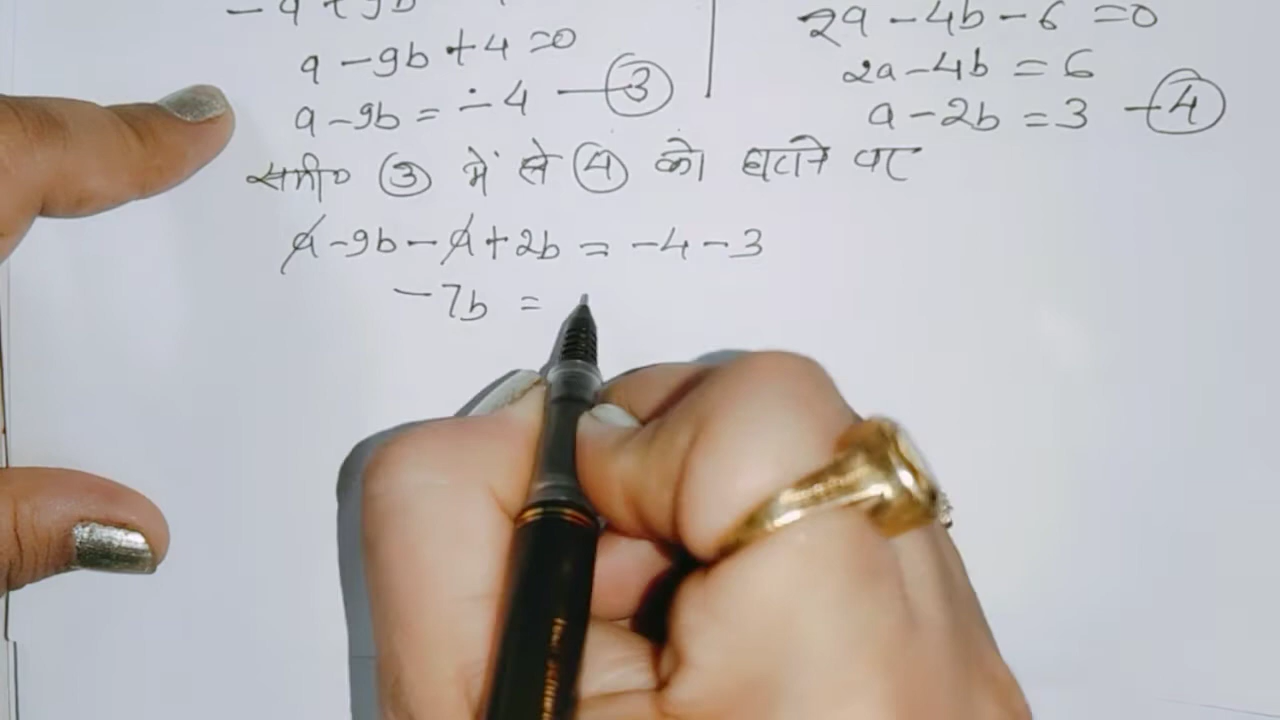 -a+9b
a-9b+4=0
a-9b=-4 —③
2a-4b-6=0
2a-4b=6
a-2b=3 —④
समी० ③ में से ④ को घटाने पर
a-9b-a+2b=-4-3
-7b=